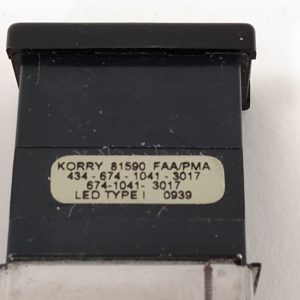 KORRY 81590 FAA/PMA
434 - 674 - 1041 - 3017
674-1041- 3017
LED TYPE I 0939